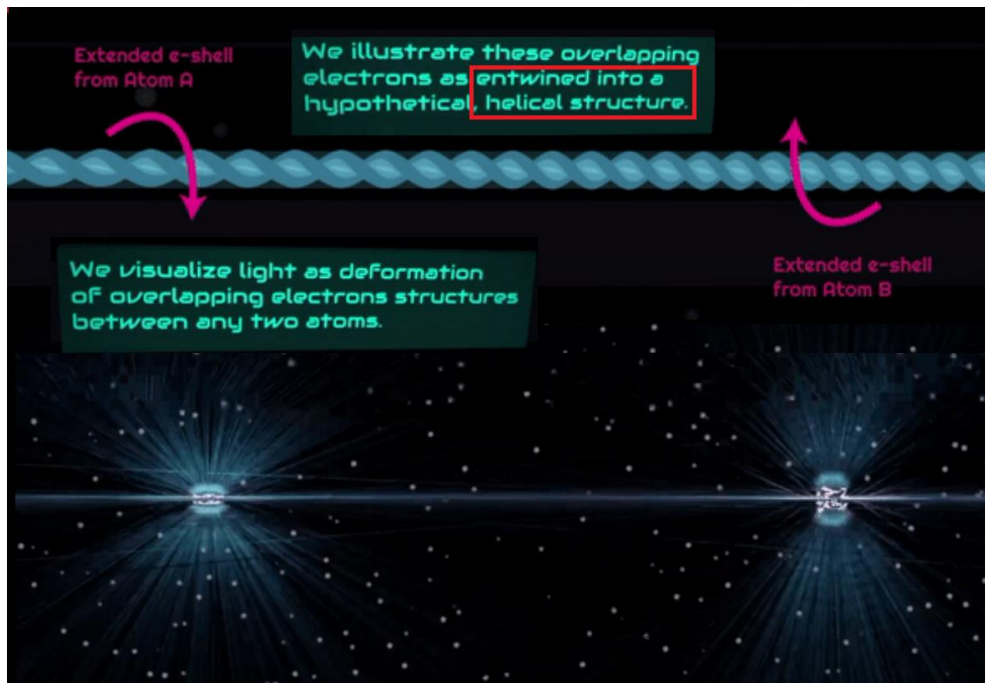 Extended e-shell
from Atom A
We illustrate these overlapping
electrons as entwined into a
hypothetical, helical structure.
We visualize light as deformation
of overlapping electrons structures
between any two atoms.
Extended e-shell
from Atom B